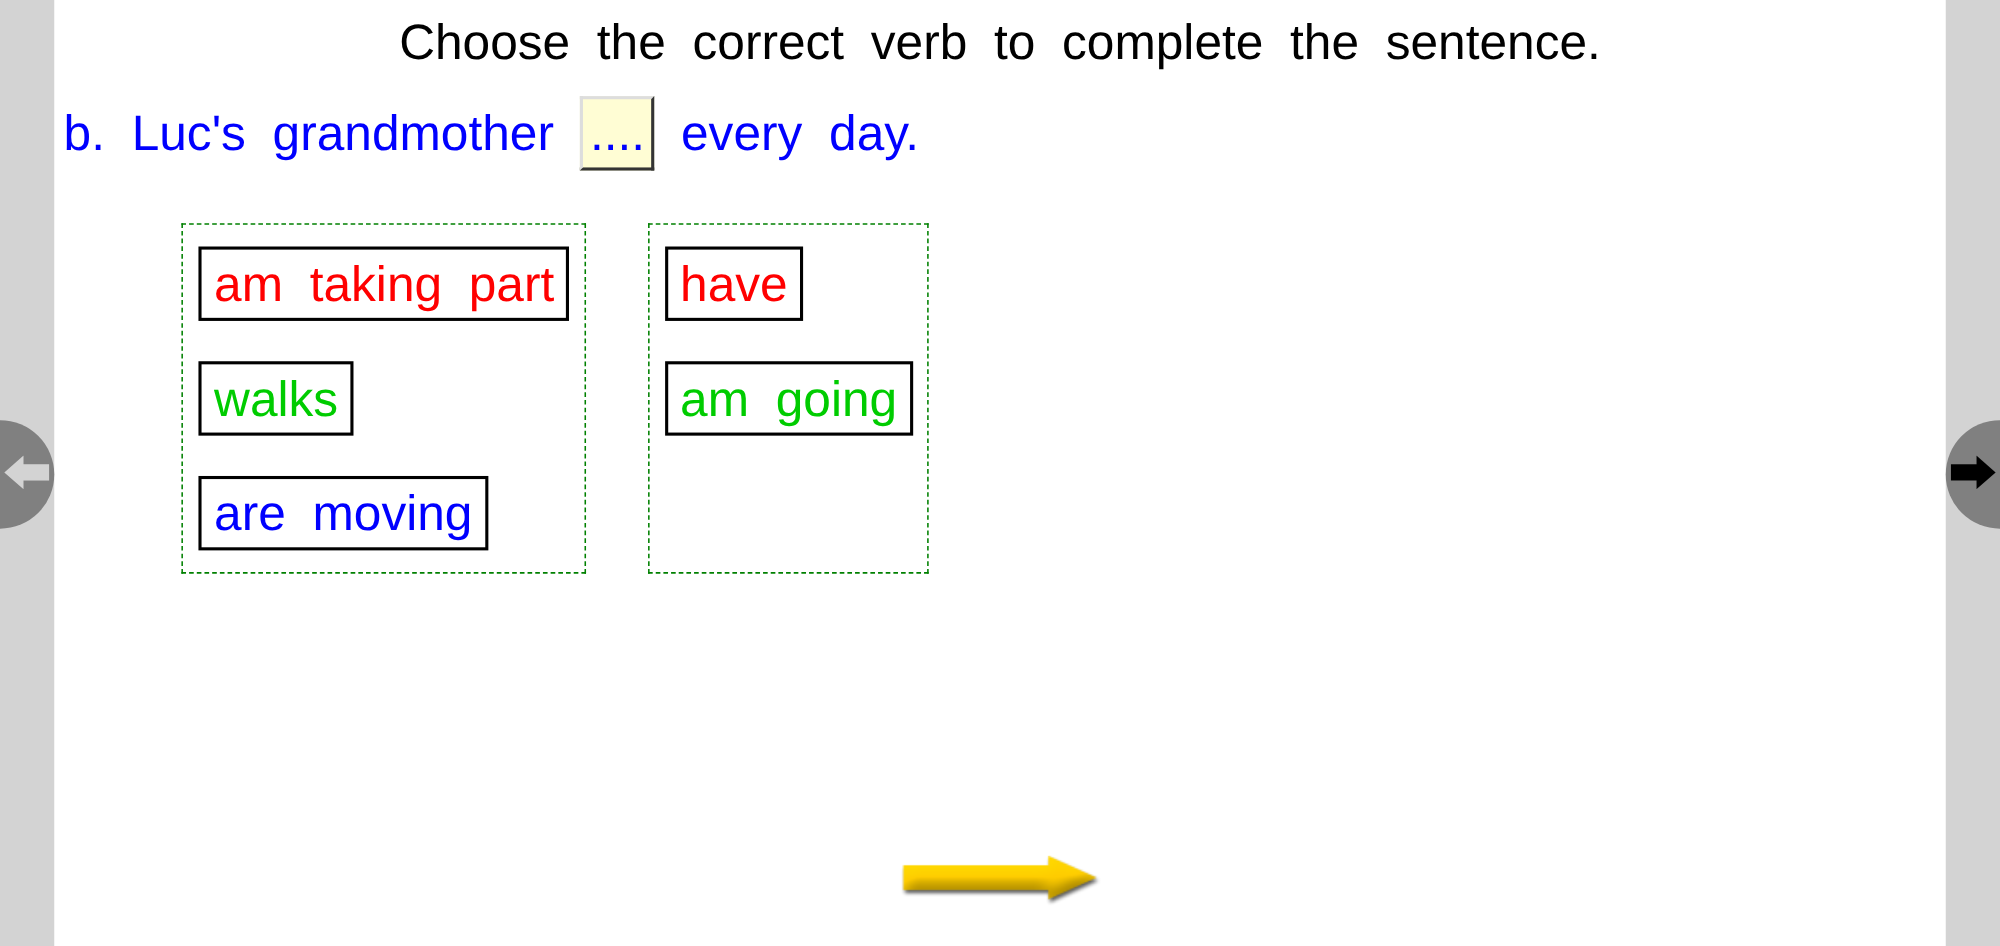 Choose the correct verb to complete the sentence.
b. Luc's grandmother .... every day.
am taking part
have
walks
am going
are moving